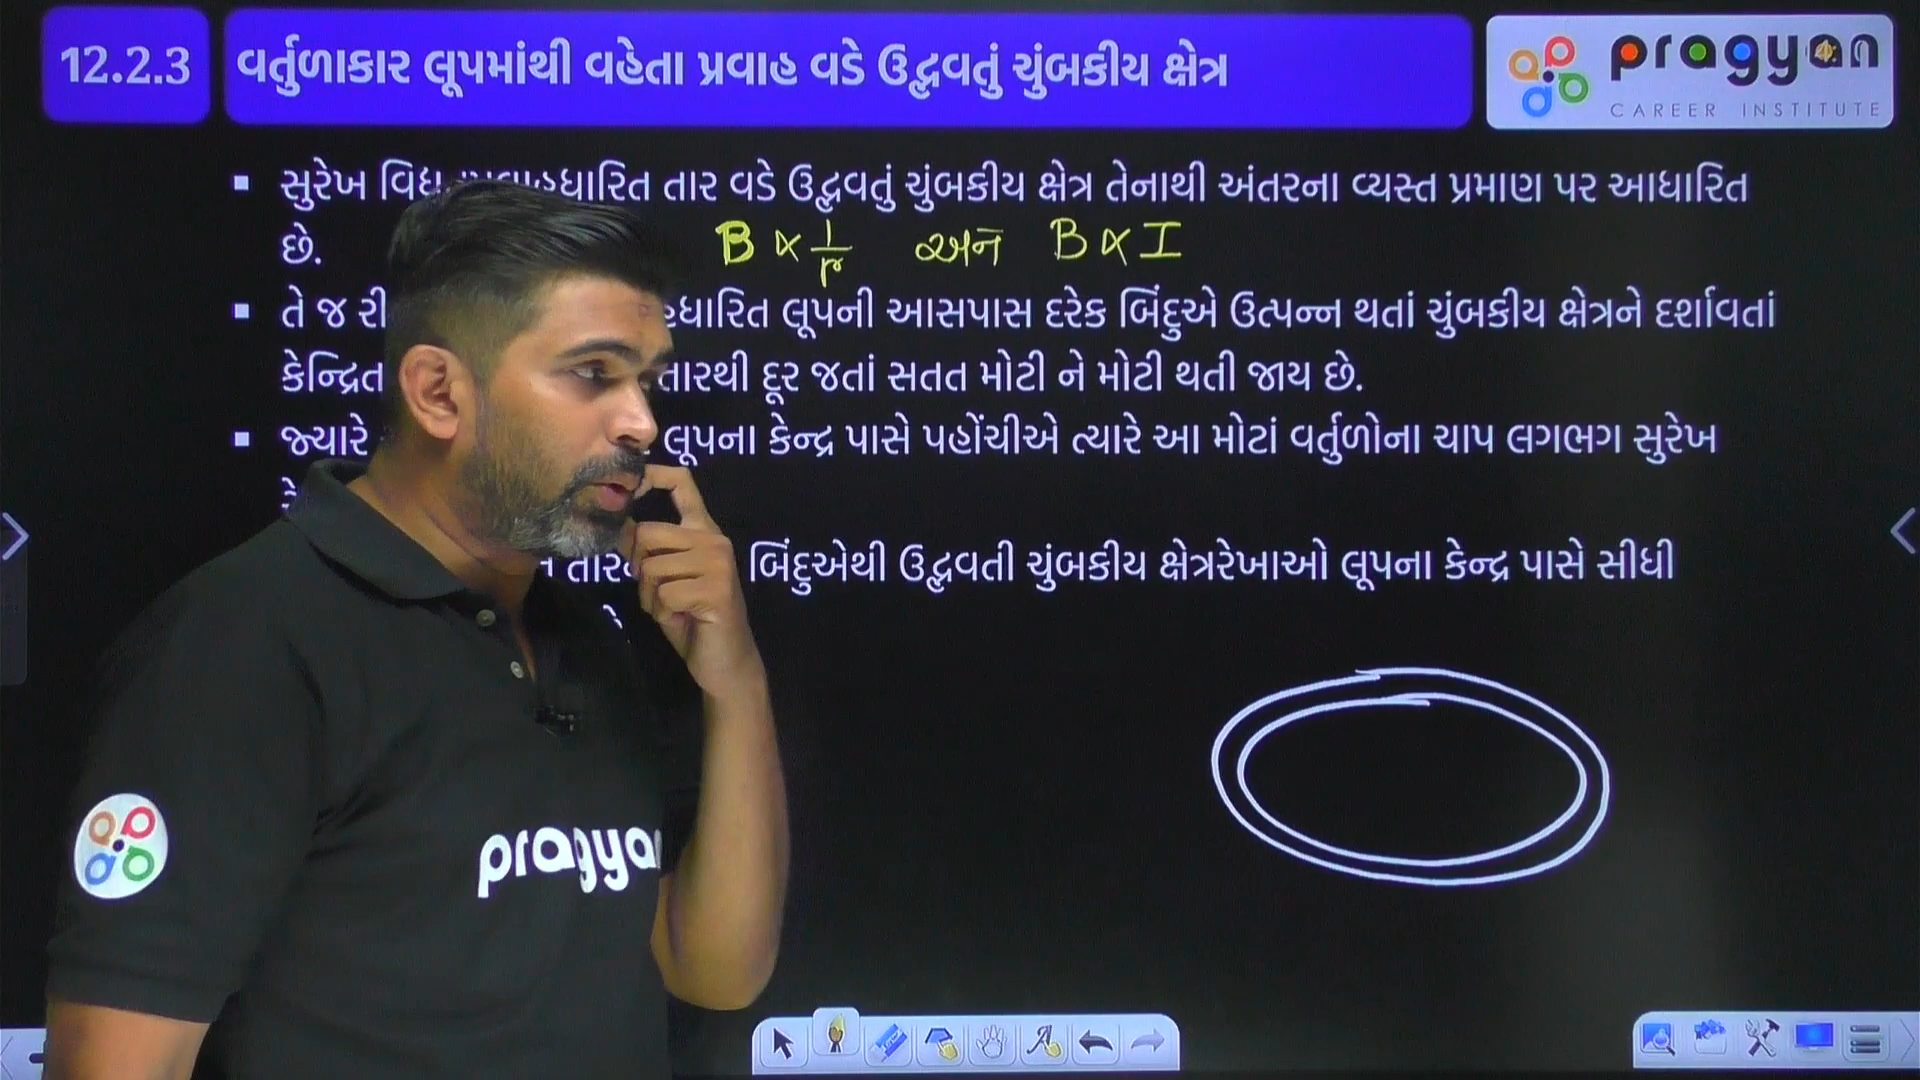 12.2.3
વર્તુળાકાર લૂપમાંથી વહેતા પ્રવાહ વડે ઉદ્ભવતું ચુંબકીય ક્ષેત્ર
pragyan
CAREER INSTITUTE
સુરેખ ધારિત તાર વડે ઉદ્ભવતું ચુંબકીય ક્ષેત્ર તેનાથી અંતરના વ્યસ્ત પ્રમાણ પર આધારિત
છે. B ∝ 1/r અને B ∝ I
તે જ ધારિત લૂપની આસપાસ દરેક બિંદુએ ઉત્પન્ન થતાં ચુંબકીય ક્ષેત્રને દર્શાવતાં
કેન્દ્રિત તારથી દૂર જતાં સતત મોટી ને મોટી થતી જાય છે.
જ્યારે લૂપના કેન્દ્ર પાસે પહોંચીએ ત્યારે આ મોટાં વર્તુળોના ચાપ લગભગ સુરેખ
બિંદુએથી ઉદ્ભવતી ચુંબકીય ક્ષેત્રરેખાઓ લૂપના કેન્દ્ર પાસે સીધી